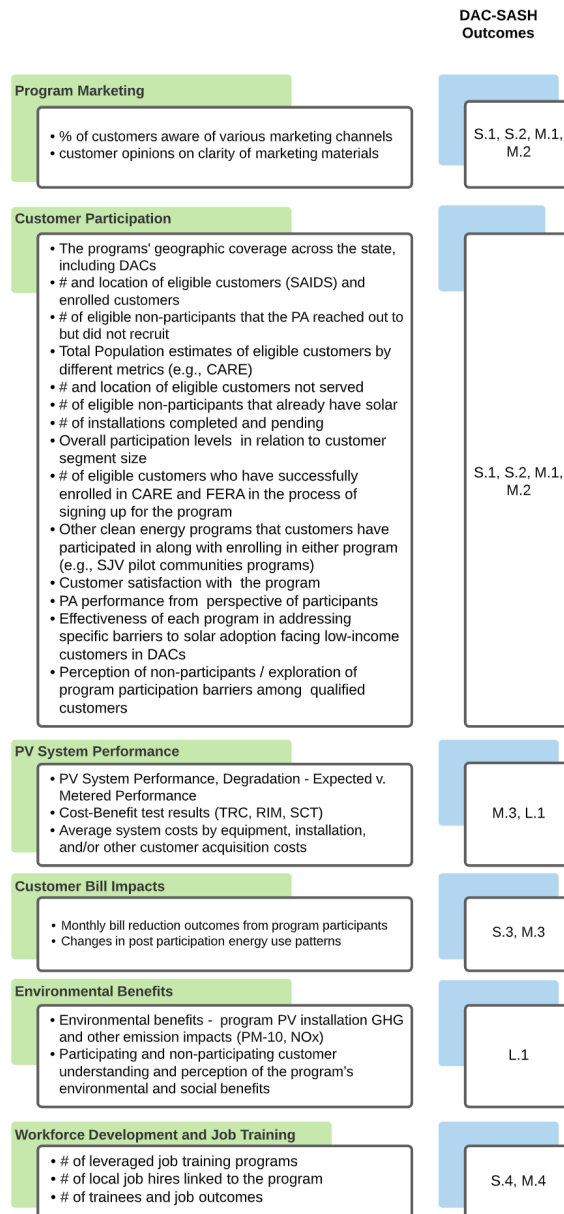 DAC-SASH
Outcomes
Program Marketing
• % of customers aware of various marketing channels
• customer opinions on clarity of marketing materials
S.1, S.2, M.1,
M.2
Customer Participation
• The programs' geographic coverage across the state,
including DACs
• # and location of eligible customers (SAIDS) and
enrolled customers
• # of eligible non-participants that the PA reached out to
but did not recruit
• Total Population estimates of eligible customers by
different metrics (e.g., CARE)
• # and location of eligible customers not served
• # of eligible non-participants that already have solar
• # of installations completed and pending
• Overall participation levels in relation to customer
segment size
• # of eligible customers who have successfully
enrolled in CARE and FERA in the process of
signing up for the program
• Other clean energy programs that customers have
participated in along with enrolling in either program
(e.g., SJV pilot communities programs)
• Customer satisfaction with the program
• PA performance from perspective of participants
• Effectiveness of each program in addressing
specific barriers to solar adoption facing low-income
customers in DACs
• Perception of non-participants / exploration of
program participation barriers among qualified
customers
S.1, S.2, M.1,
M.2
PV System Performance
• PV System Performance, Degradation - Expected v.
Metered Performance
• Cost-Benefit test results (TRC, RIM, SCT)
• Average system costs by equipment, installation,
and/or other customer acquisition costs
M.3, L.1
Customer Bill Impacts
• Monthly bill reduction outcomes from program participants
• Changes in post participation energy use patterns
S.3, M.3
Environmental Benefits
• Environmental benefits - program PV installation GHG
and other emission impacts (PM-10, NOx)
• Participating and non-participating customer
understanding and perception of the program's
environmental and social benefits
L.1
Workforce Development and Job Training
• # of leveraged job training programs
• # of local job hires linked to the program
• # of trainees and job outcomes
S.4, M.4